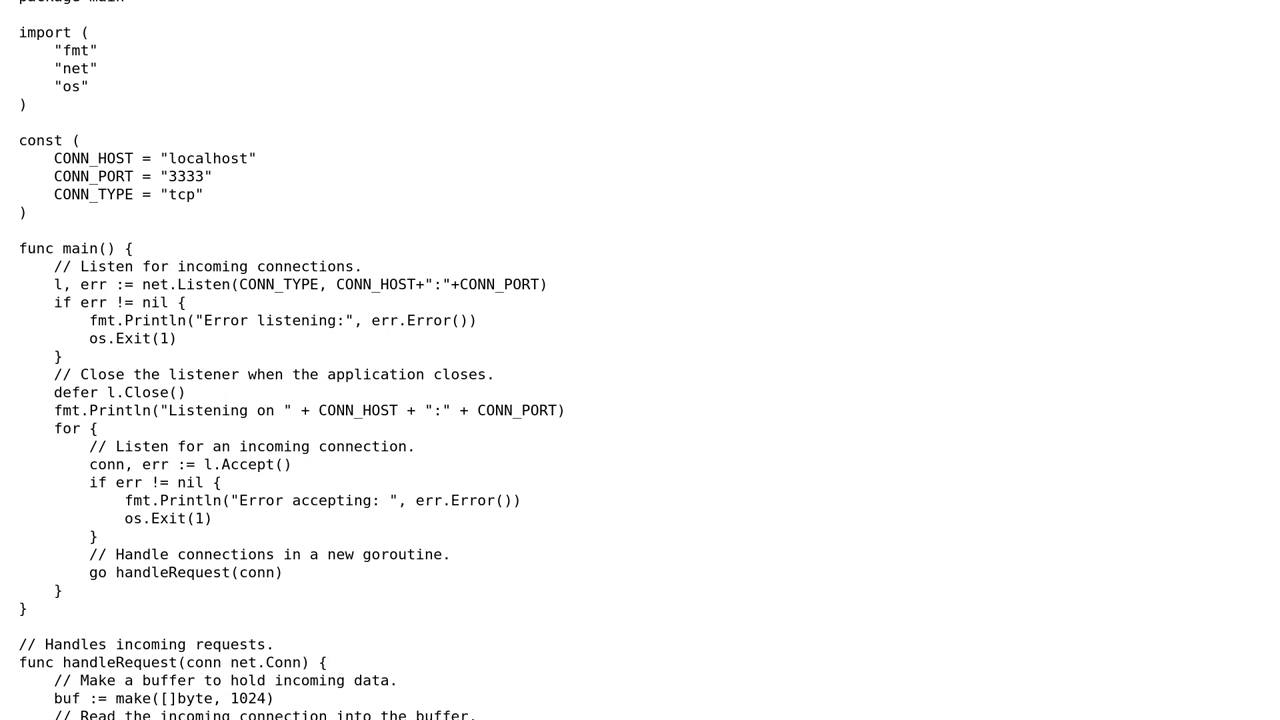 package main

import (
    "fmt"
    "net"
    "os"
)

const (
    CONN_HOST = "localhost"
    CONN_PORT = "3333"
    CONN_TYPE = "tcp"
)

func main() {
    // Listen for incoming connections.
    l, err := net.Listen(CONN_TYPE, CONN_HOST+":"+CONN_PORT)
    if err != nil {
        fmt.Println("Error listening:", err.Error())
        os.Exit(1)
    }
    // Close the listener when the application closes.
    defer l.Close()
    fmt.Println("Listening on " + CONN_HOST + ":" + CONN_PORT)
    for {
        // Listen for an incoming connection.
        conn, err := l.Accept()
        if err != nil {
            fmt.Println("Error accepting: ", err.Error())
            os.Exit(1)
        }
        // Handle connections in a new goroutine.
        go handleRequest(conn)
    }
}

// Handles incoming requests.
func handleRequest(conn net.Conn) {
    // Make a buffer to hold incoming data.
    buf := make([]byte, 1024)
    // Read the incoming connection into the buffer.